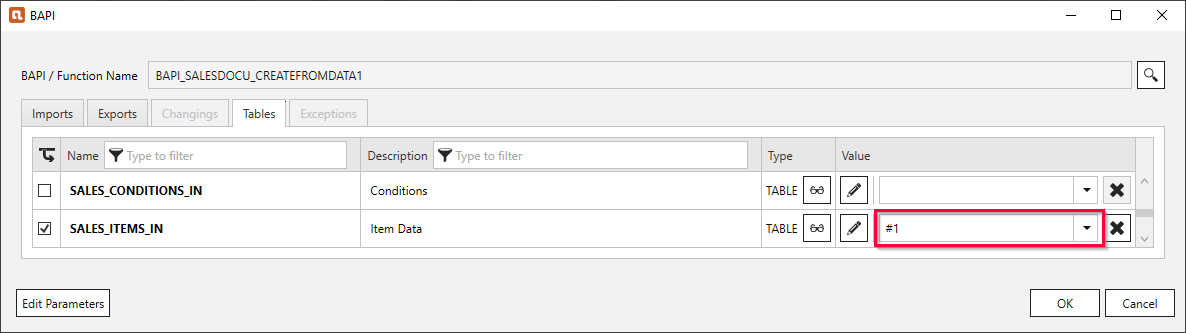 BAPI
BAPI / Function Name BAPI_SALESDOCU_CREATEFROMDATA1
Imports Exports Changings Tables Exceptions
Name Type to filter Description Type to filter Type Value
SALES_CONDITIONS_IN Conditions TABLE
SALES_ITEMS_IN Item Data TABLE #1
Edit Parameters OK Cancel